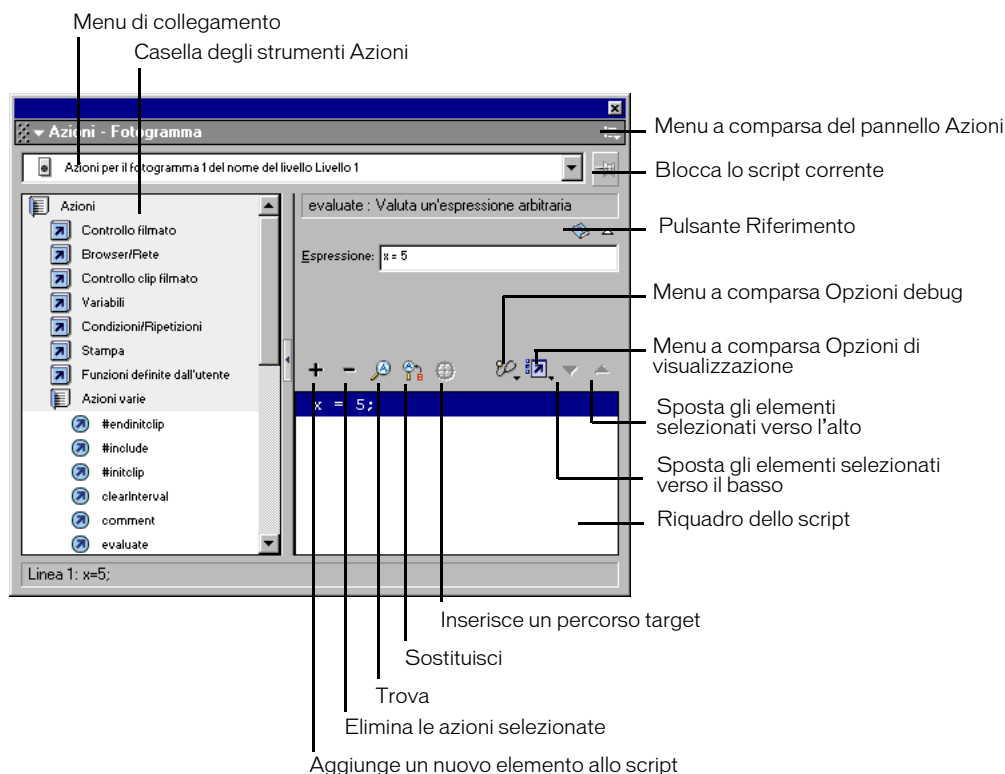 Menu di collegamento
Casella degli strumenti Azioni
Azioni - Fotogramma
Menu a comparsa del pannello Azioni
Azioni per il fotogramma 1 del nome del livello Livello 1
Blocca lo script corrente
Azioni
Controllo filmato
Browser/Rete
Controllo clip filmato
Variabili
Condizioni/Ripetizioni
Stampa
Funzioni definite dall'utente
Azioni varie
#endinitclip
#include
#initclip
clearInterval
comment
evaluate
evaluate : Valuta un'espressione arbitraria
Pulsante Riferimento
Espressione: x = 5
Menu a comparsa Opzioni debug
Menu a comparsa Opzioni di
visualizzazione
x = 5;
Sposta gli elementi
selezionati verso l'alto
Sposta gli elementi selezionati
verso il basso
Riquadro dello script
Linea 1: x=5;
Inserisce un percorso target
Sostituisci
Trova
Elimina le azioni selezionate
Aggiunge un nuovo elemento allo script